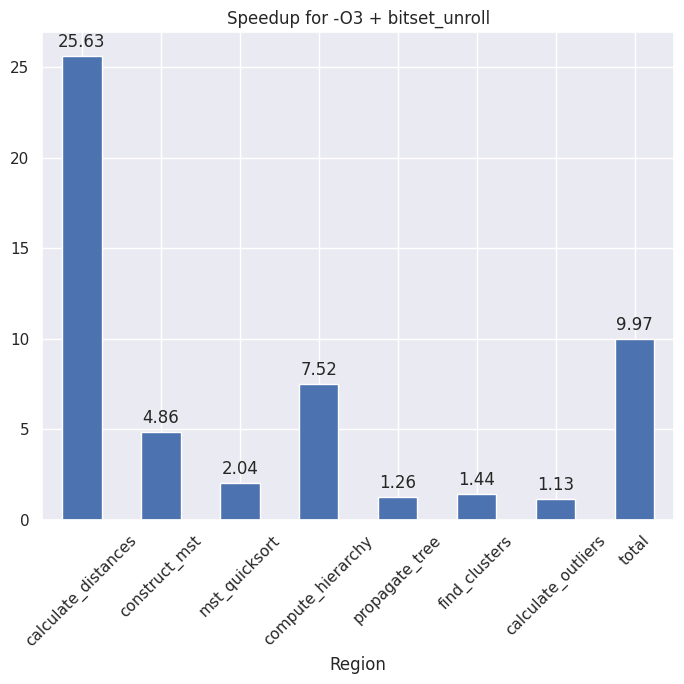 Speedup for -O3 + bitset_unroll
25.63
4.86
2.04
7.52
1.26
1.44
1.13
9.97
25
20
15
10
5
0
calculate_distances
construct_mst
mst_quicksort
compute_hierarchy
propagate_tree
find_clusters
calculate_outliers
total
Region